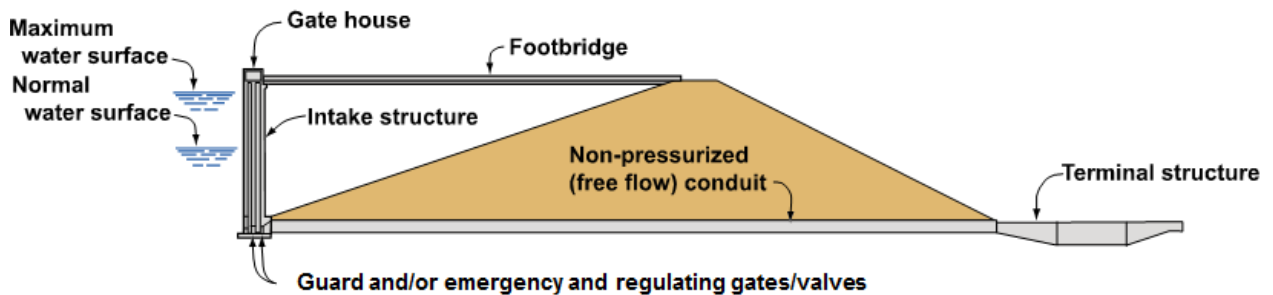 Gate house
Maximum
water surface
Footbridge
Normal
water surface
Intake structure
Non-pressurized
(free flow) conduit
Terminal structure
Guard and/or emergency and regulating gates/valves